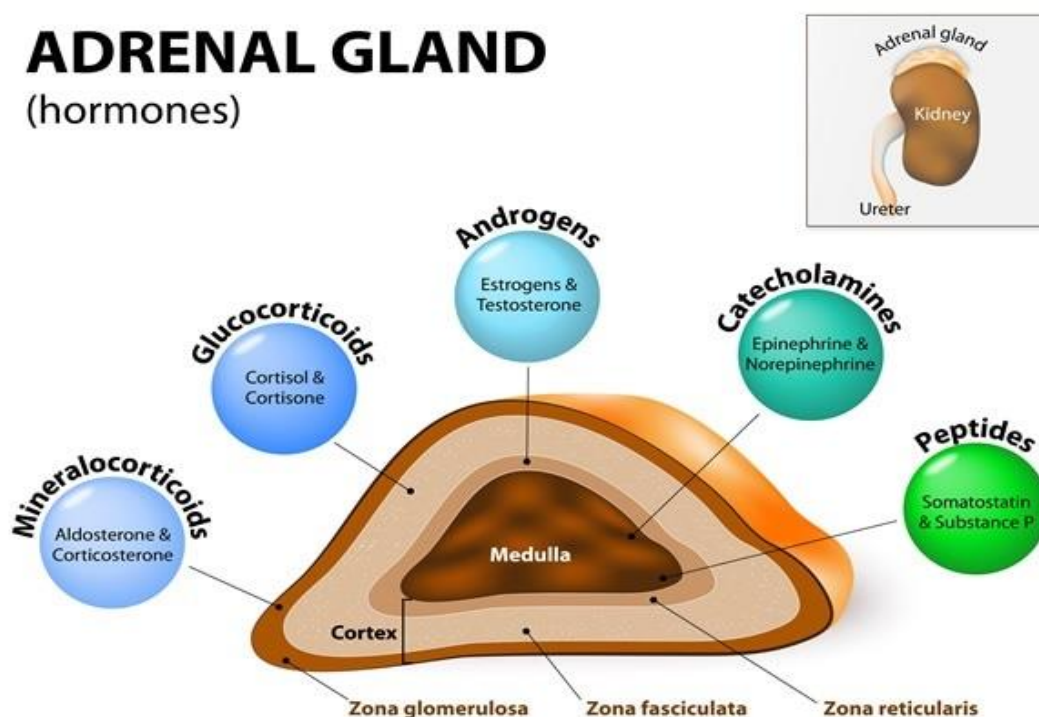 ADRENAL GLAND
(hormones)
Adrenal gland
Kidney
Ureter
Androgens
Estrogens &
Testosterone
Glucocorticoids
Cortisol &
Cortisone
Catecholamines
Epinephrine &
Norepinephrine
Mineralocorticoids
Aldosterone &
Corticosterone
Peptides
Somatostatin
& Substance P
Medulla
Cortex
Zona glomerulosa
Zona fasciculata
Zona reticularis